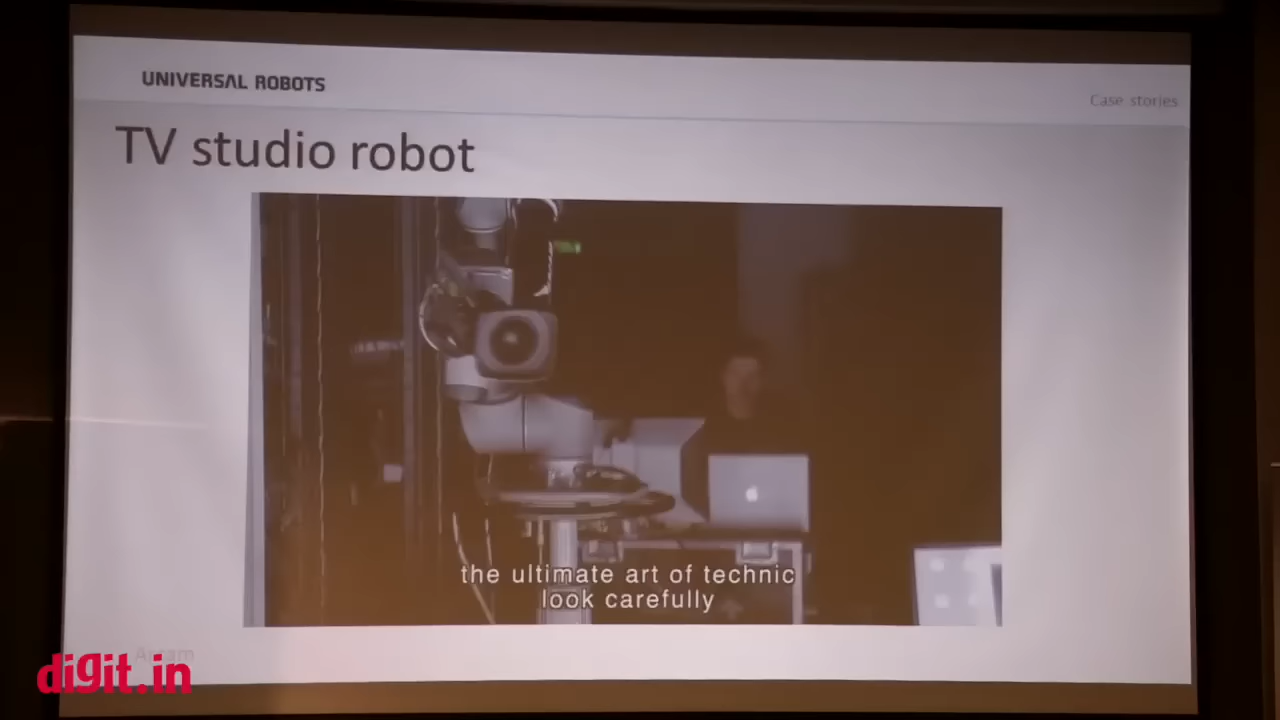 UNIVERSAL ROBOTS
Case stories
TV studio robot
the ultimate art of technic
look carefully
digit.in